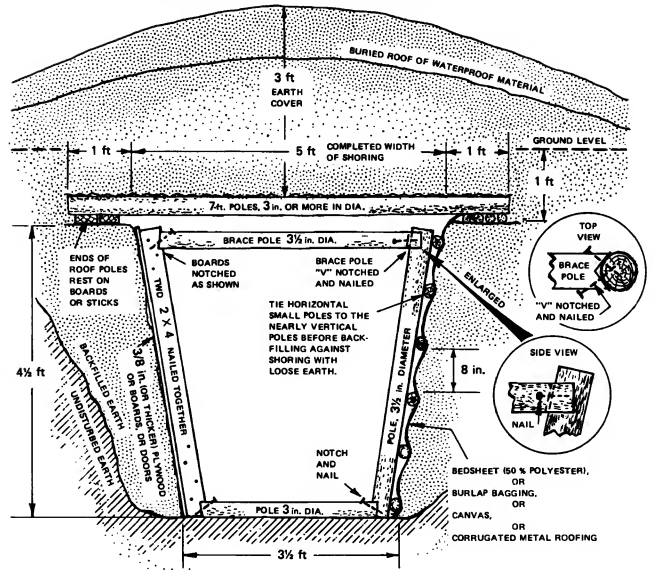 BURIED ROOF OF WATERPROOF MATERIAL
3 ft
EARTH
COVER
GROUND LEVEL
1 ft
5 ft
COMPLETED WIDTH
OF SHORING
1 ft
1 ft
7-ft. POLES, 3 in. OR MORE IN DIA.
ENDS OF
ROOF POLES
REST ON
BOARDS
OR STICKS
BRACE POLE 3½ in. DIA.
BOARDS
NOTCHED
AS SHOWN
BRACE POLE
"V" NOTCHED
AND NAILED
TOP
VIEW
BRACE
POLE
"V" NOTCHED
AND NAILED
ENLARGED
TIE HORIZONTAL
SMALL POLES TO THE
NEARLY VERTICAL
POLES BEFORE BACK-
FILLING AGAINST
SHORING WITH
LOOSE EARTH.
SIDE VIEW
NAIL
8 in.
4½ ft
BACKFILLED EARTH
UNDISTURBED EARTH
3/8 in. (OR THICKER) PLYWOOD
OR BOARDS, OR DOORS
TWO 2 X 4 NAILED TOGETHER
POLE, 3½ in. DIAMETER
NOTCH
AND
NAIL
POLE 3 in. DIA.
BEDSHEET (50 % POLYESTER),
OR
BURLAP BAGGING,
OR
CANVAS,
OR
CORRUGATED METAL ROOFING
3½ ft